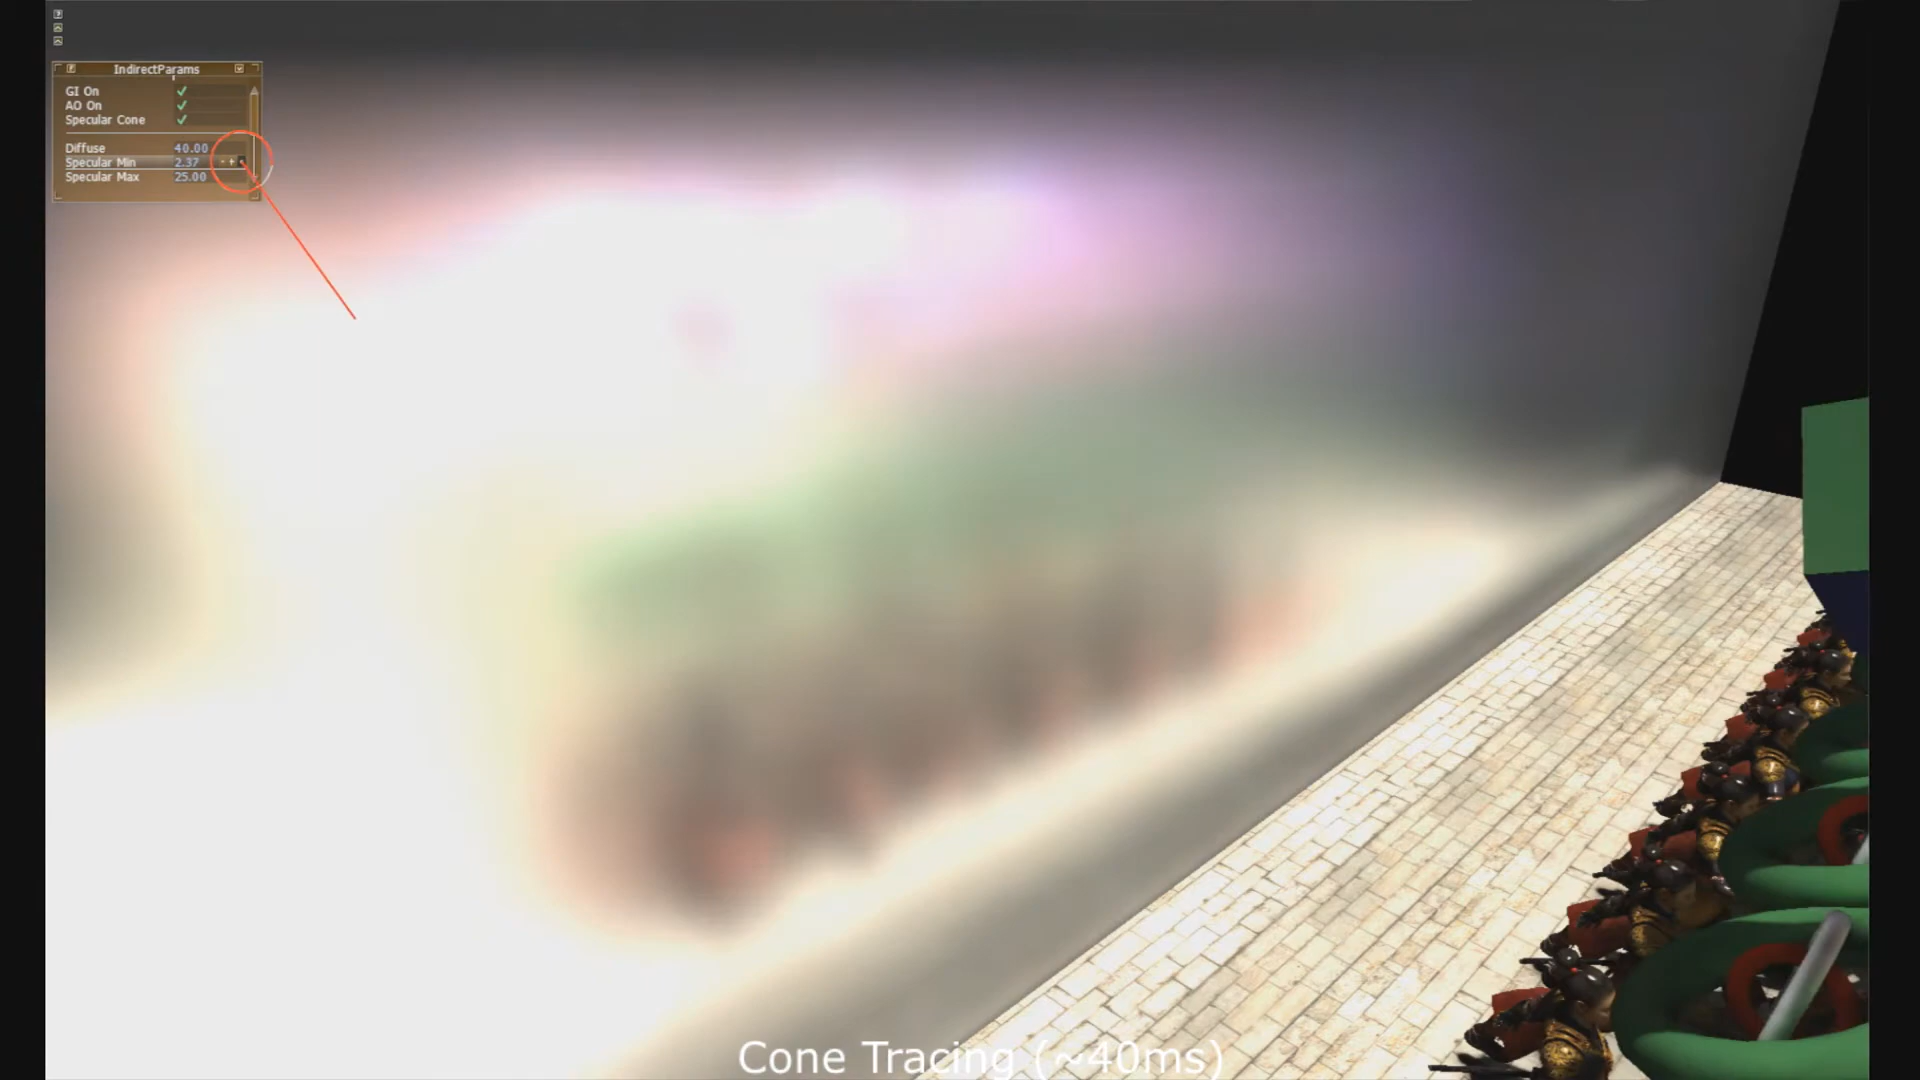 IndirectParams
GI On
AO On
Specular Cone
Diffuse 40.00
Specular Min 2.37 - +
Specular Max 25.00
Cone Tracing (~40ms)